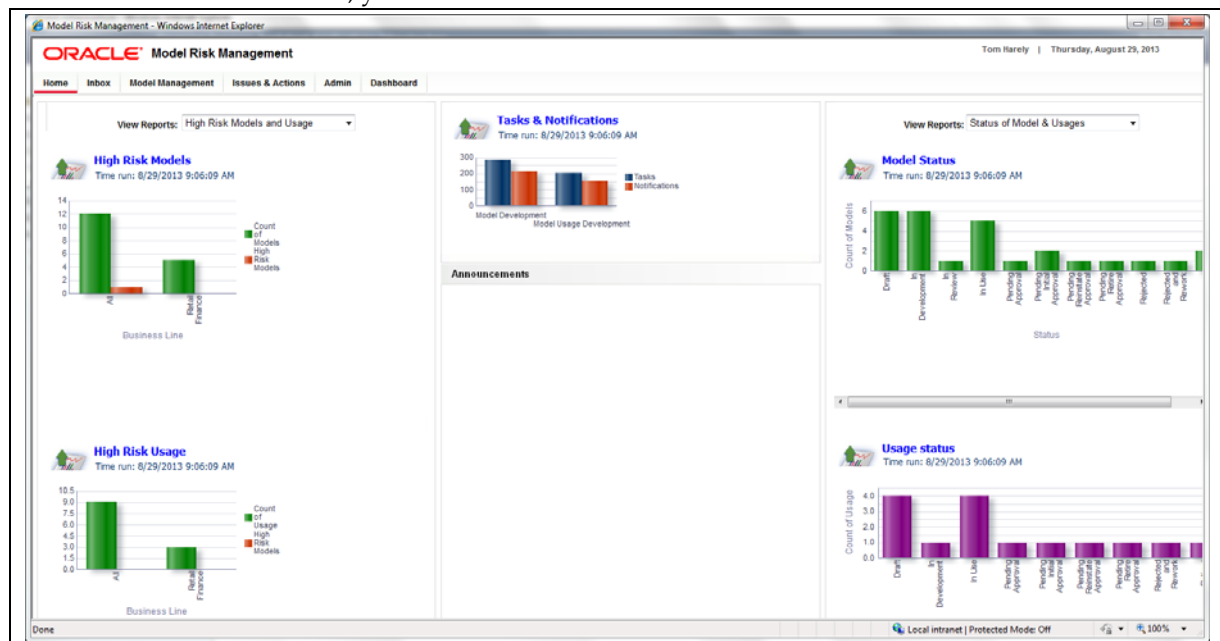 Model Risk Management - Windows Internet Explorer
ORACLE Model Risk Management
Tom Harely | Thursday, August 29, 2013
Home Inbox Model Management Issues & Actions Admin Dashboard
View Reports: High Risk Models and Usage
High Risk Models
Time run: 8/29/2013 9:06:09 AM
14
12
10
8
6
4
2
0
All
Retail Finance
Business Line
Count of Models
High Risk Models
High Risk Usage
Time run: 8/29/2013 9:06:09 AM
10.5
9.0
7.5
6.0
4.5
3.0
1.5
0.0
All
Retail Finance
Business Line
Count of Usage
High Risk Models
Tasks & Notifications
Time run: 8/29/2013 9:06:09 AM
300
200
100
0
Model Development
Model Usage Development
Tasks
Notifications
Announcements
View Reports: Status of Model & Usages
Model Status
Time run: 8/29/2013 9:06:09 AM
Count of Models
6
4
2
0
Draft
In Development
In Review
In Use
Pending Approval
Pending Initial Approval
Pending Reinstate Approval
Pending Retire Approval
Rejected
Rejected and Rework
Status
Usage status
Time run: 8/29/2013 9:06:09 AM
Count of Usage
4.0
3.0
2.0
1.0
0.0
Draft
In Development
In Use
Pending Approval
Pending Initial Approval
Pending Reinstate Approval
Pending Retire Approval
Rejected and Rework
Done
Local intranet | Protected Mode: Off
100%